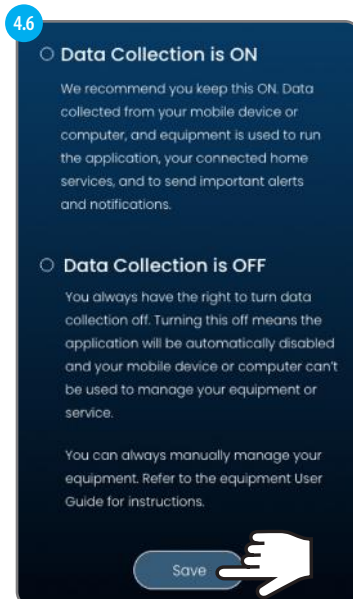 4.6
Data Collection is ON
We recommend you keep this ON. Data
collected from your mobile device or
computer, and equipment is used to run
the application, your connected home
services, and to send important alerts
and notifications.
Data Collection is OFF
You always have the right to turn data
collection off. Turning this off means the
application will be automatically disabled
and your mobile device or computer can't
be used to manage your equipment or
service.
You can always manually manage your
equipment. Refer to the equipment User
Guide for instructions.
Save